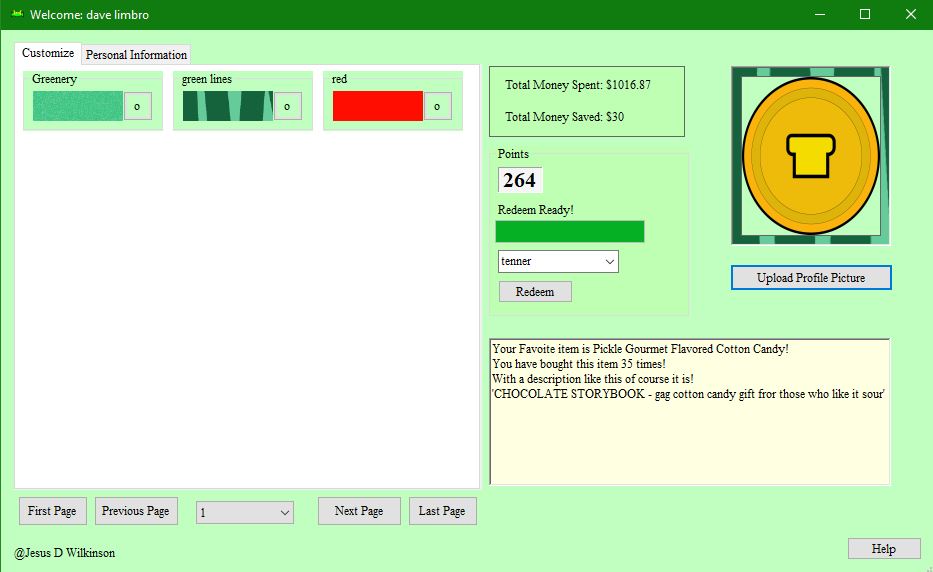 Welcome: dave limbro
Customize
Personal Information
Greenery
o
green lines
o
red
o
Total Money Spent: $1016.87
Total Money Saved: $30
Points
264
Redeem Ready!
tenner
Redeem
Upload Profile Picture
Your Favoite item is Pickle Gourmet Flavored Cotton Candy!
You have bought this item 35 times!
With a description like this of course it is!
'CHOCOLATE STORYBOOK - gag cotton candy gift fror those who like it sour'
First Page
Previous Page
1
Next Page
Last Page
@Jesus D Wilkinson
Help